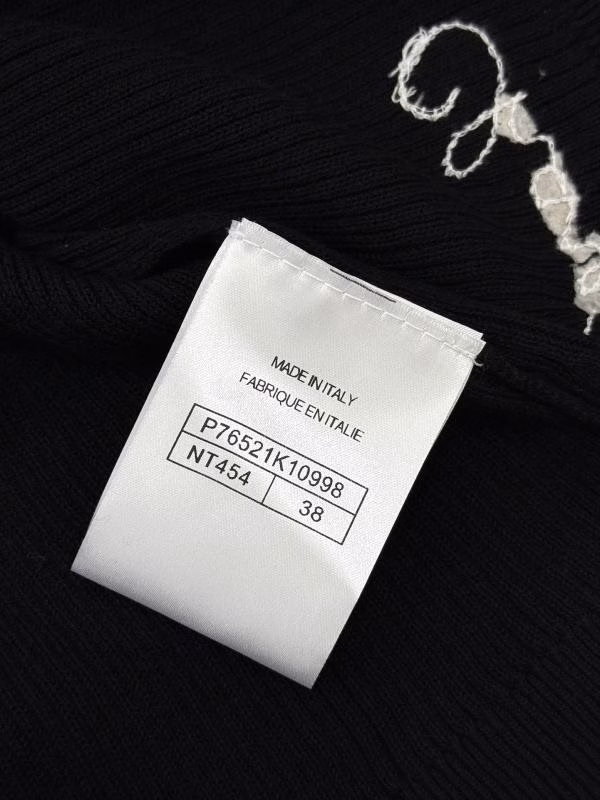 MADE IN ITALY
FABRIQUE EN ITALIE
P76521K10998
NT454 38